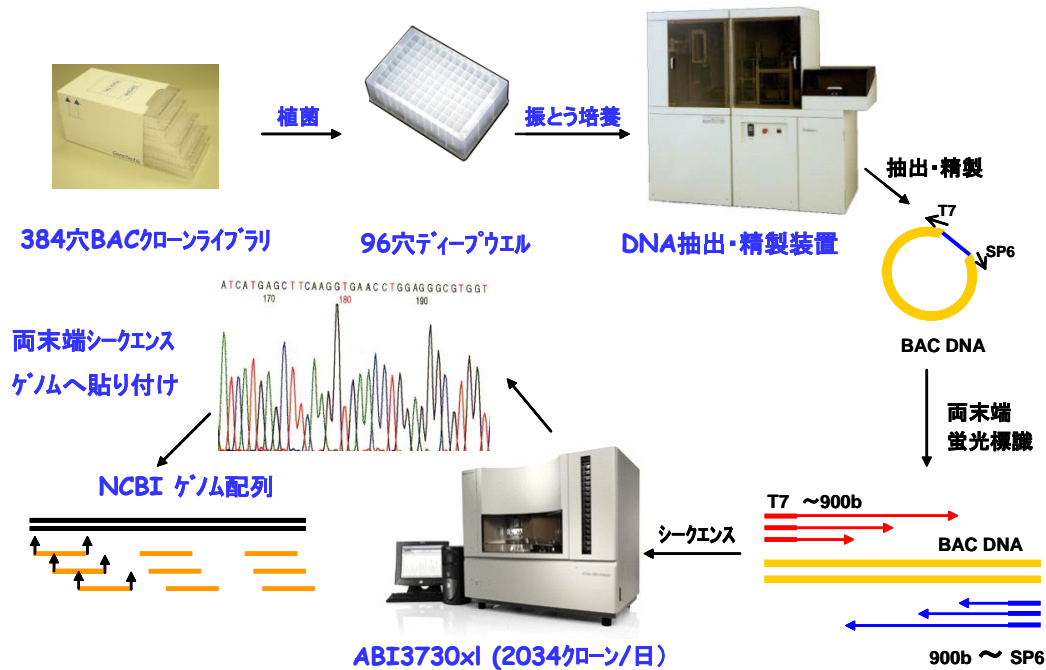 植菌
振とう培養
抽出・精製
384穴BACクローンライブラリ
96穴ディープウエル
DNA抽出・精製装置
T7
SP6
BAC DNA
ATCATGAGCTTCAAGGTGAACCTGGAGGGCGTGGT
170 180 190
両末端シークエンス
ゲノムへ貼り付け
両末端
蛍光標識
NCBI ゲノム配列
T7 ～900b
シークエンス
BAC DNA
ABI3730xl (2034クローン/日)
900b ～ SP6